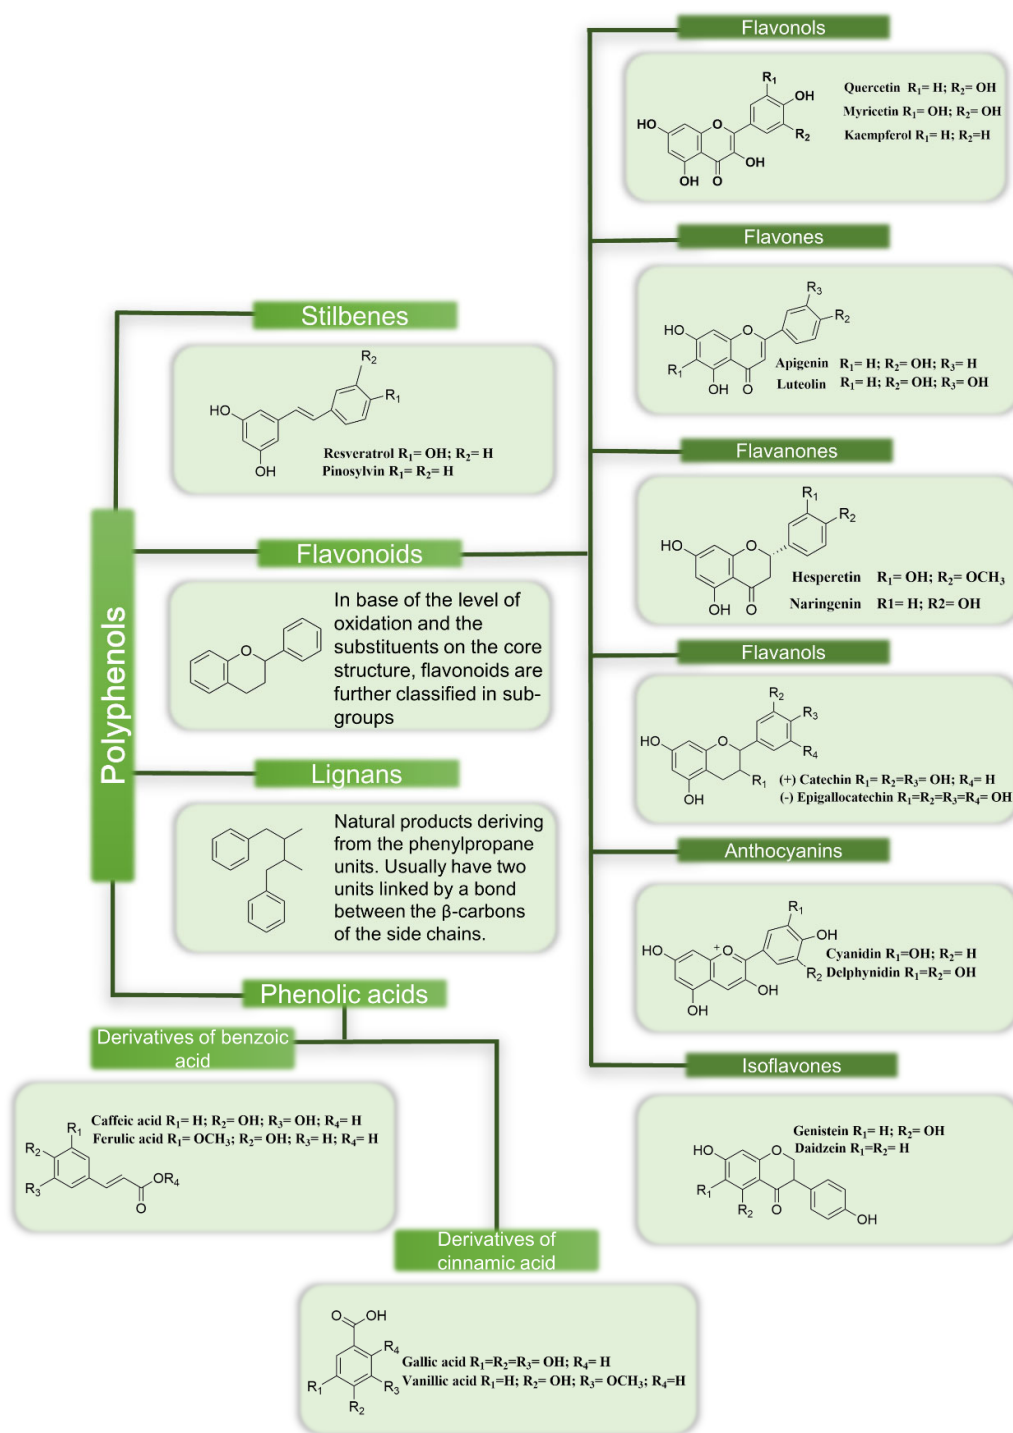 Flavonols
R₁
OH
HO
O
R₂
OH
OH
O
Quercetin R₁= H; R₂= OH
Myricetin R₁= OH; R₂= OH
Kaempferol R₁= H; R₂=H
Flavones
R₃
R₂
HO
O
R₁
OH
O
Apigenin R₁= H; R₂= OH; R₃= H
Luteolin R₁= H; R₂= OH; R₃= OH
Flavanones
R₁
R₂
HO
O
OH
O
Hesperetin R₁= OH; R₂= OCH₃
Naringenin R1= H; R2= OH
Flavanols
R₂
R₃
HO
O
R₄
R₁
OH
(+) Catechin R₁= R₂=R₃= OH; R₄= H
(-) Epigallocatechin R₁=R₂=R₃=R₄= OH
Anthocyanins
R₁
OH
HO
+
O
R₂
OH
OH
Cyanidin R₁=OH; R₂= H
Delphynidin R₁=R₂= OH
Isoflavones
Genistein R₁= H; R₂= OH
Daidzein R₁=R₂= H
HO
O
R₁
R₂
O
OH
Polyphenols
Stilbenes
R₂
R₁
HO
OH
Resveratrol R₁= OH; R₂= H
Pinosylvin R₁= R₂= H
Flavonoids
O
In base of the level of
oxidation and the
substituents on the core
structure, flavonoids are
further classified in sub-
groups
Lignans
Natural products deriving
from the phenylpropane
units. Usually have two
units linked by a bond
between the β-carbons
of the side chains.
Phenolic acids
Derivatives of benzoic
acid
Caffeic acid R₁= H; R₂= OH; R₃= OH; R₄= H
Ferulic acid R₁= OCH₃; R₂= OH; R₃= H; R₄= H
R₁
R₂
R₃
OR₄
O
Derivatives of
cinnamic acid
O
OH
R₄
R₁
R₃
R₂
Gallic acid R₁=R₂=R₃= OH; R₄= H
Vanillic acid R₁=H; R₂= OH; R₃= OCH₃; R₄=H